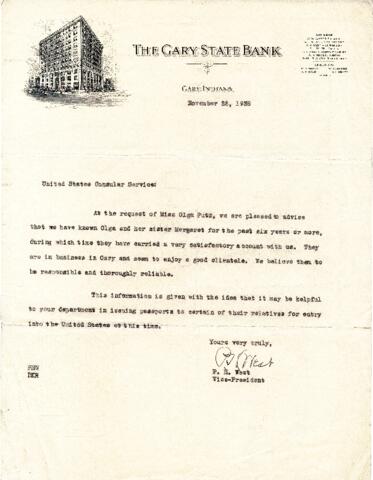 THE GARY STATE BANK
GARY, INDIANA
November 25, 1938
United States Consular Service:
At the request of Miss Olga Putz, we are pleased to advise
that we have known Olga and her sister Margaret for the past six years or more,
during which time they have carried a very satisfactory account with us. They
are in business in Gary and seem to enjoy a good clientele. We believe them to
be responsible and thoroughly reliable.
This information is given with the idea that it may be helpful
to your department in issuing passports to certain of their relatives for entry
into the United States at this time.
Yours very truly,
West
West
Vice-President